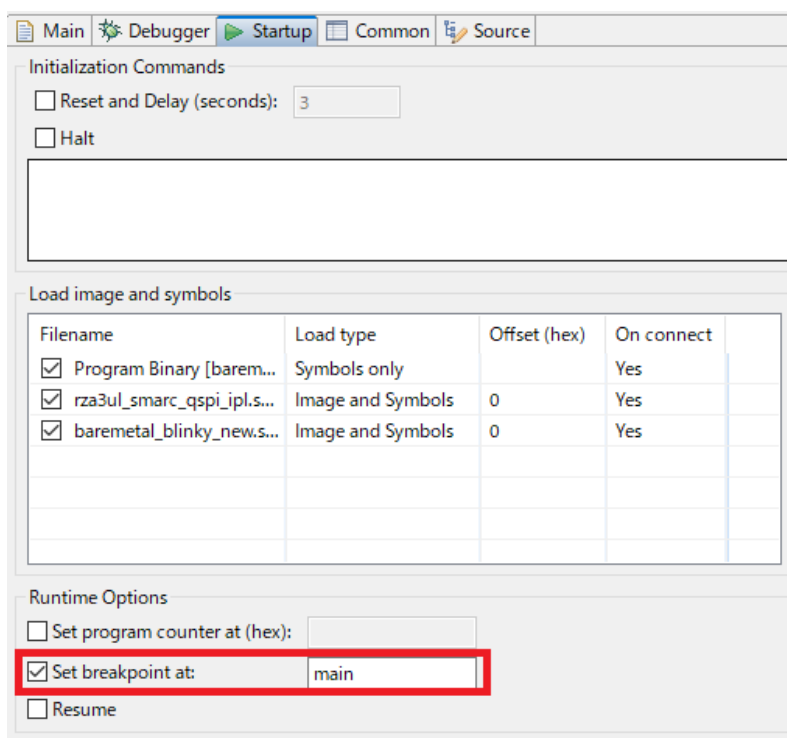 Main Debugger Startup Common Source
Initialization Commands
Reset and Delay (seconds): 3
Halt
Load image and symbols
Filename Load type Offset (hex) On connect
Program Binary [barem... Symbols only Yes
rza3ul_smarc_qspi_ipl.s... Image and Symbols 0 Yes
baremetal_blinky_new.s... Image and Symbols 0 Yes
Runtime Options
Set program counter at (hex):
Set breakpoint at: main
Resume